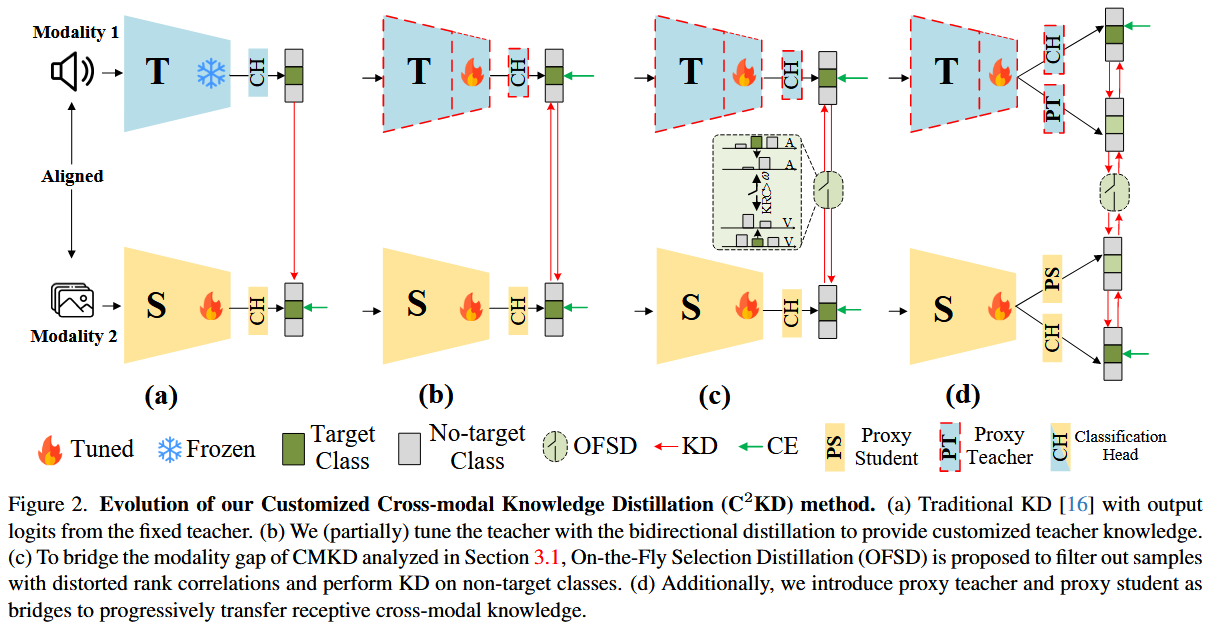 Modality 1
T
CH
Aligned
S
CH
Modality 2
(a)
T
CH
S
CH
(b)
T
CH
A
A
KRC>ω
V
V
S
CH
(c)
T
CH
PT
S
PS
CH
(d)
Tuned
Frozen
Target
Class
No-target
Class
OFSD
KD
CE
PS
Proxy
Student
PT
Proxy
Teacher
CH
Classification
Head
Figure 2. Evolution of our Customized Cross-modal Knowledge Distillation (C²KD) method. (a) Traditional KD [16] with output
logits from the fixed teacher. (b) We (partially) tune the teacher with the bidirectional distillation to provide customized teacher knowledge.
(c) To bridge the modality gap of CMKD analyzed in Section 3.1, On-the-Fly Selection Distillation (OFSD) is proposed to filter out samples
with distorted rank correlations and perform KD on non-target classes. (d) Additionally, we introduce proxy teacher and proxy student as
bridges to progressively transfer receptive cross-modal knowledge.